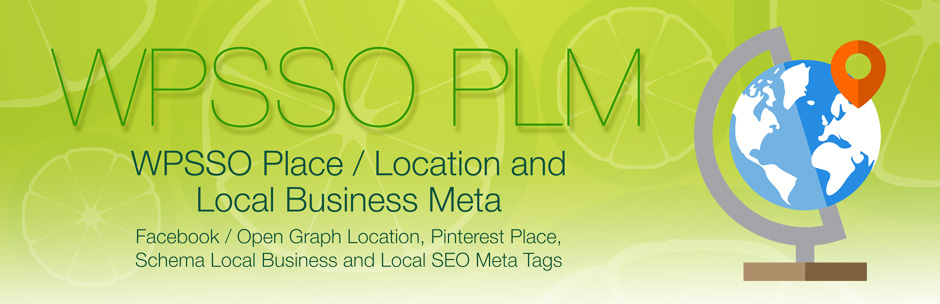 WPSSO PLM
WPSSO Place / Location and
Local Business Meta
Facebook / Open Graph Location, Pinterest Place,
Schema Local Business and Local SEO Meta Tags